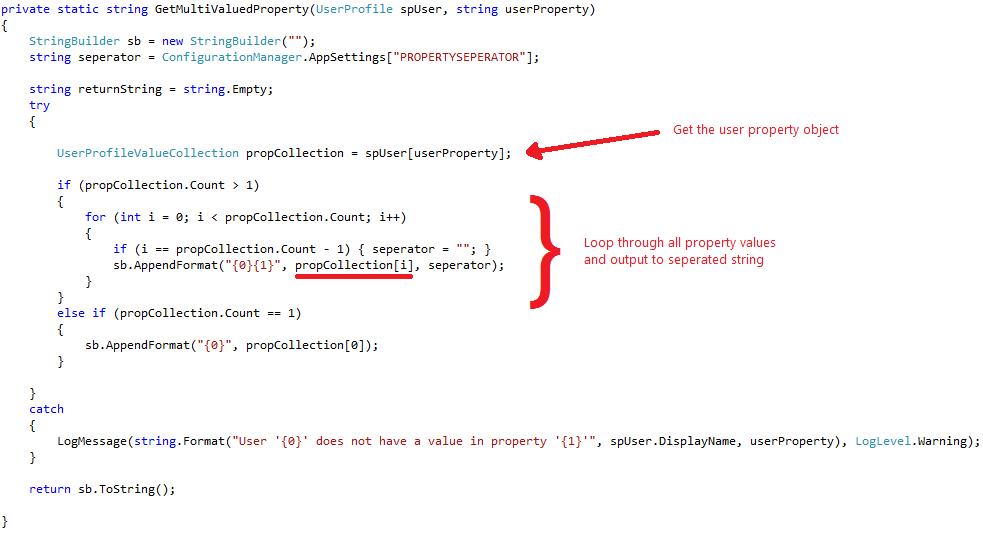 private static string GetMultiValuedProperty(UserProfile spUser, string userProperty)
{
    StringBuilder sb = new StringBuilder("");
    string seperator = ConfigurationManager.AppSettings["PROPERTYSEPERATOR"];
    string returnString = string.Empty;
    try
    {
Get the user property object
        UserProfileValueCollection propCollection = spUser[userProperty];
        if (propCollection.Count > 1)
        {
            for (int i = 0; i < propCollection.Count; i++)
            {
                if (i == propCollection.Count - 1) { seperator = ""; }
                sb.AppendFormat("{0}{1}", propCollection[i], seperator);
            }
        }
Loop through all property values
and output to seperated string
        else if (propCollection.Count == 1)
        {
            sb.AppendFormat("{0}", propCollection[0]);
        }
    }
    catch
    {
        LogMessage(string.Format("User '{0}' does not have a value in property '{1}'", spUser.DisplayName, userProperty), LogLevel.Warning);
    }
    return sb.ToString();
}